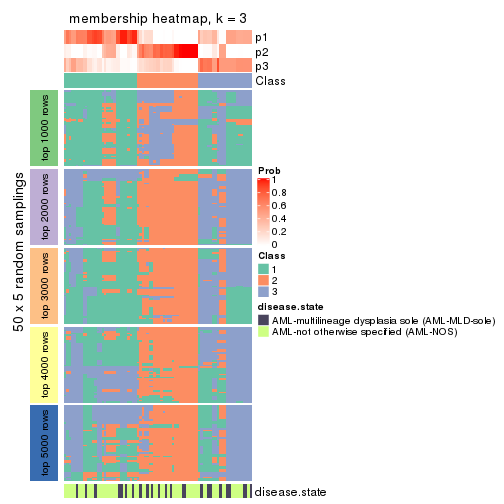 membership heatmap, k = 3
p1
p2
p3
Class
50 x 5 random samplings
top 1000 rows
top 2000 rows
top 3000 rows
top 4000 rows
top 5000 rows
Prob
1
0.8
0.6
0.4
0.2
0
Class
1
2
3
disease.state
AML-multilineage dysplasia sole (AML-MLD-sole)
AML-not otherwise specified (AML-NOS)
disease.state